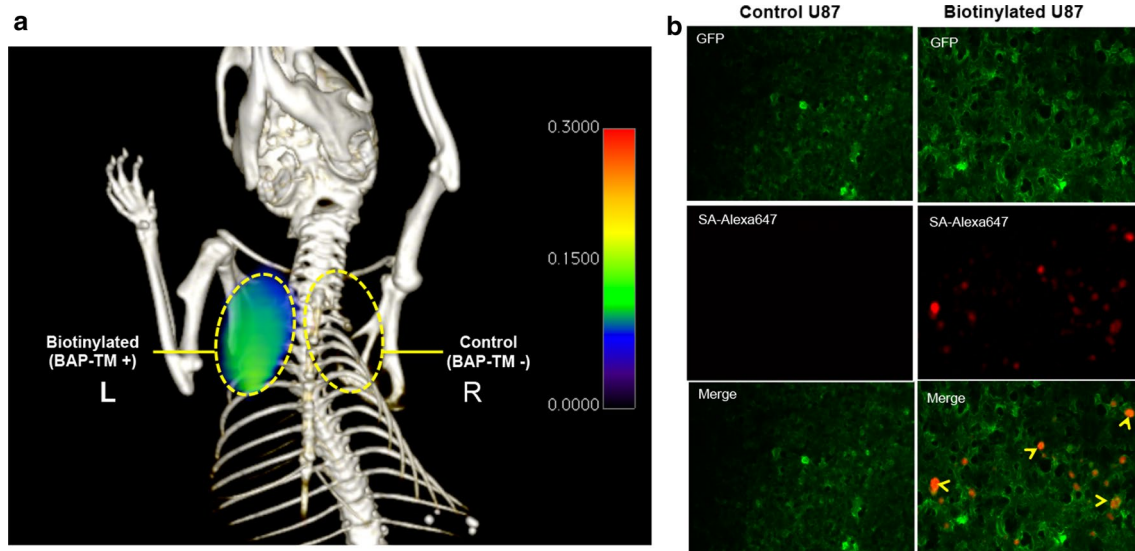 a
0.3000
0.1500
0.0000
Biotinylated
(BAP-TM +)
L
Control
(BAP-TM -)
R
b
Control U87
Biotinylated U87
GFP
GFP
SA-Alexa647
SA-Alexa647
Merge
Merge